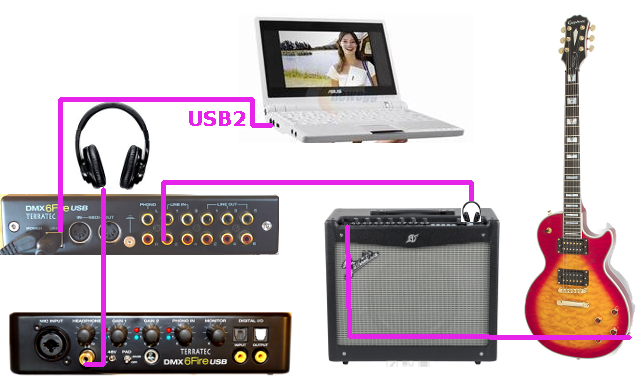 Epiphone
ASUS
USB2
DMX 6Fire USB
TERRATEC
IN
OUT
PHONO
LINE IN
LINE OUT
Fender
MIC INPUT
HEADPHONE
GAIN 1
GAIN 2
PHONO IN
MONITOR
DIGITAL I/O
48V
PAD
INPUT
OUTPUT
TERRATEC
DMX 6Fire USB